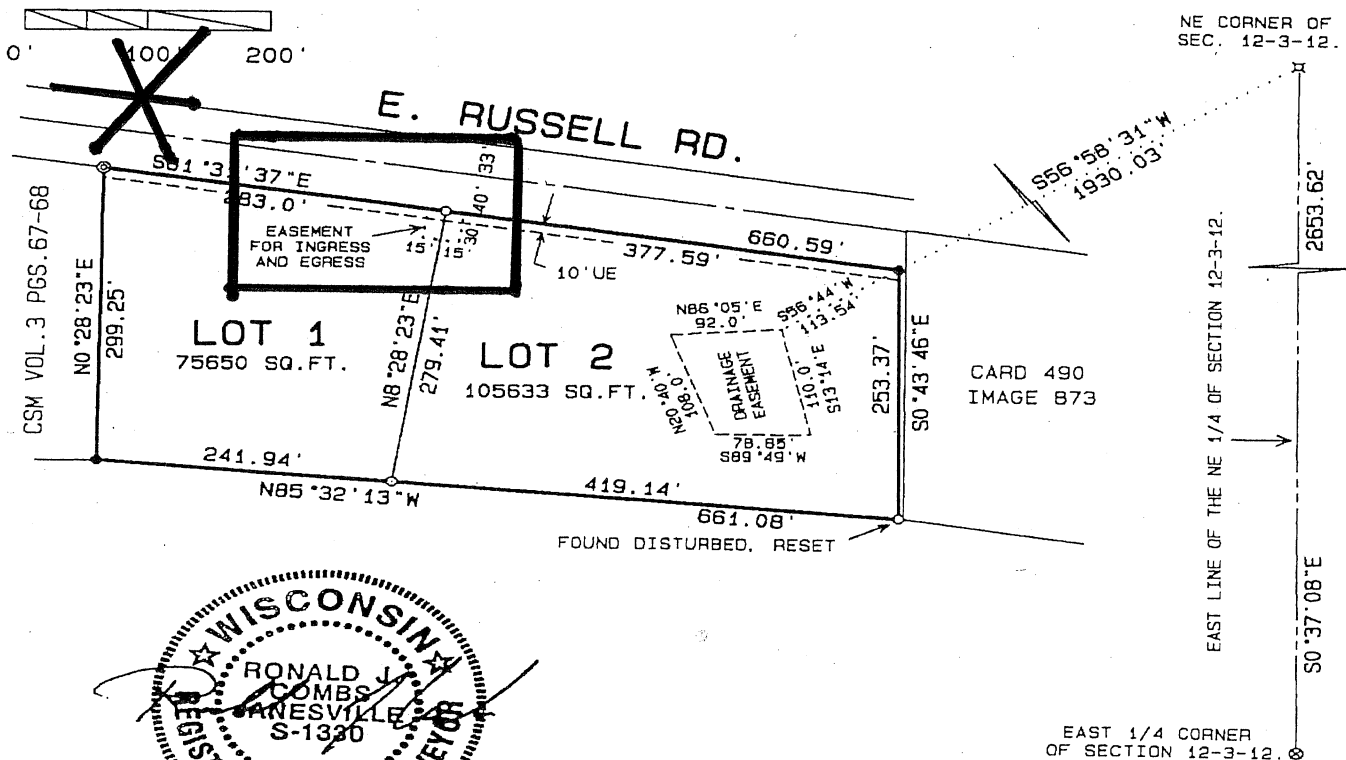 0' 100' 200'
NE CORNER OF
SEC. 12-3-12.
E. RUSSELL RD.
S56°58'31"W
1930.03'
2653.62'
37"E
283.0'
33'
40'
EASEMENT
FOR INGRESS
AND EGRESS
15' 15'
30'
660.59'
377.59'
10'UE
CSM VOL.3 PGS.67-68
N0°28'23"E
299.25'
LOT 1
75650 SQ.FT.
N8°28'23"E
279.41'
LOT 2
105633 SQ.FT.
N86°05'E
92.0'
S56°44'W
113.54'
N20°40'W
108.0'
DRAINAGE
EASEMENT
S13°14'E
110.0'
78.85'
S89°49'W
253.37'
S0°43'46"E
CARD 490
IMAGE 873
EAST LINE OF THE NE 1/4 OF SECTION 12-3-12.
241.94'
N85°32'13"W
419.14'
661.08'
FOUND DISTURBED, RESET
S0°37'08"E
WISCONSIN
RONALD J.
COMBS
JANESVILLE
S-1330
EAST 1/4 CORNER
OF SECTION 12-3-12.